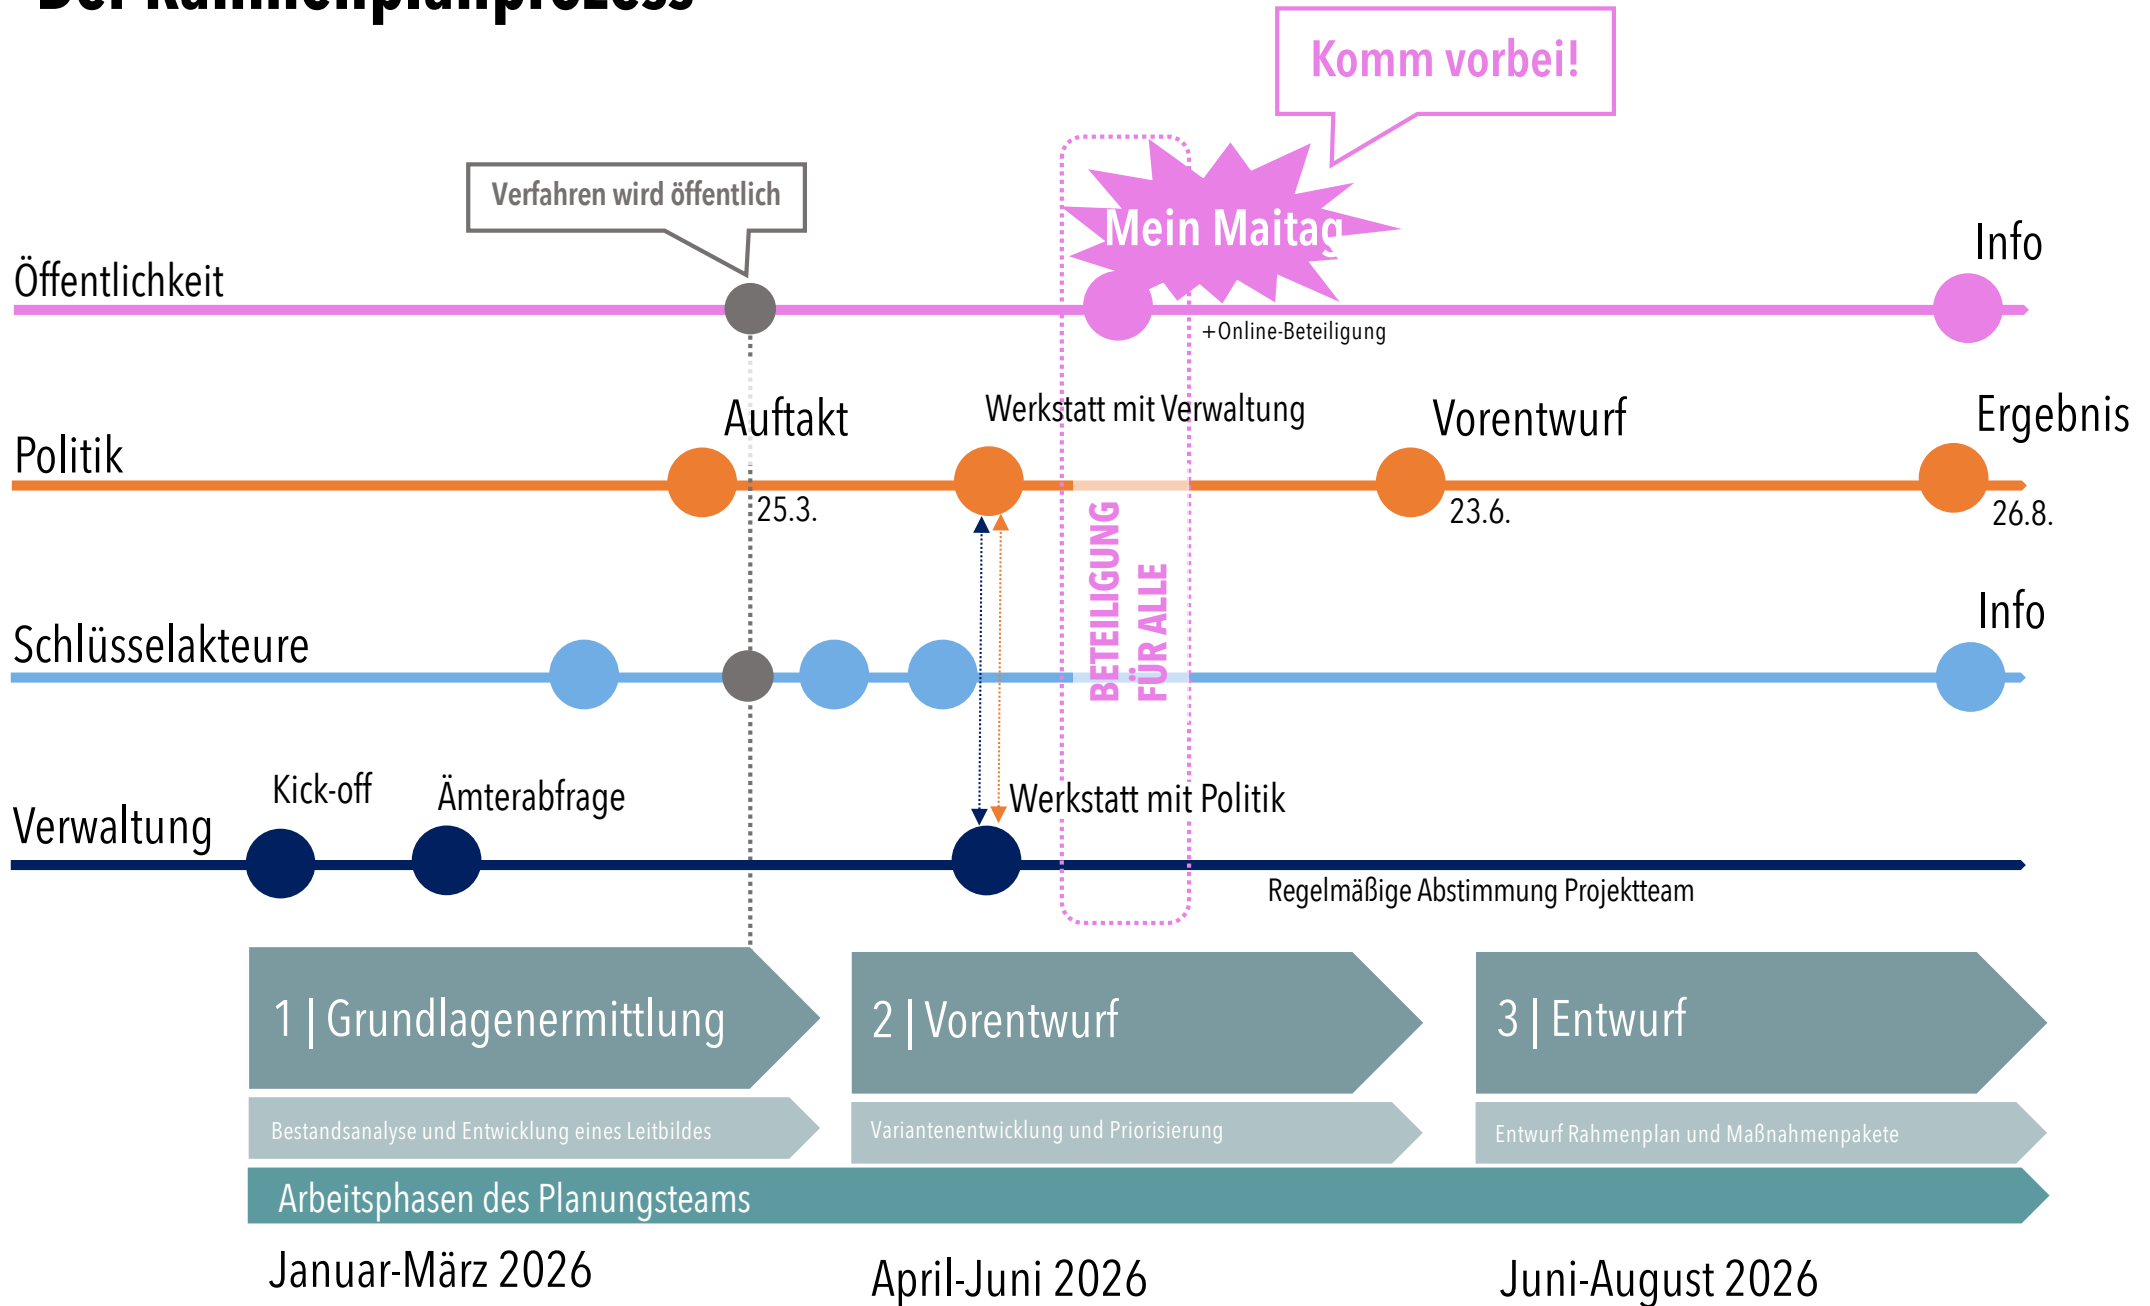 Der Rahmenplanprozess
Komm vorbei!
Verfahren wird öffentlich
Mein Maitag
Info
Öffentlichkeit
+Online-Beteiligung
Auftakt
Werkstatt mit Verwaltung
Vorentwurf
Ergebnis
Politik
25.3.
23.6.
26.8.
BETEILIGUNG
FÜR ALLE
Info
Schlüsselakteure
Kick-off
Ämterabfrage
Werkstatt mit Politik
Verwaltung
Regelmäßige Abstimmung Projektteam
1 | Grundlagenermittlung
2 | Vorentwurf
3 | Entwurf
Bestandsanalyse und Entwicklung eines Leitbildes
Variantenentwicklung und Priorisierung
Entwurf Rahmenplan und Maßnahmenpakete
Arbeitsphasen des Planungsteams
Januar-März 2026
April-Juni 2026
Juni-August 2026